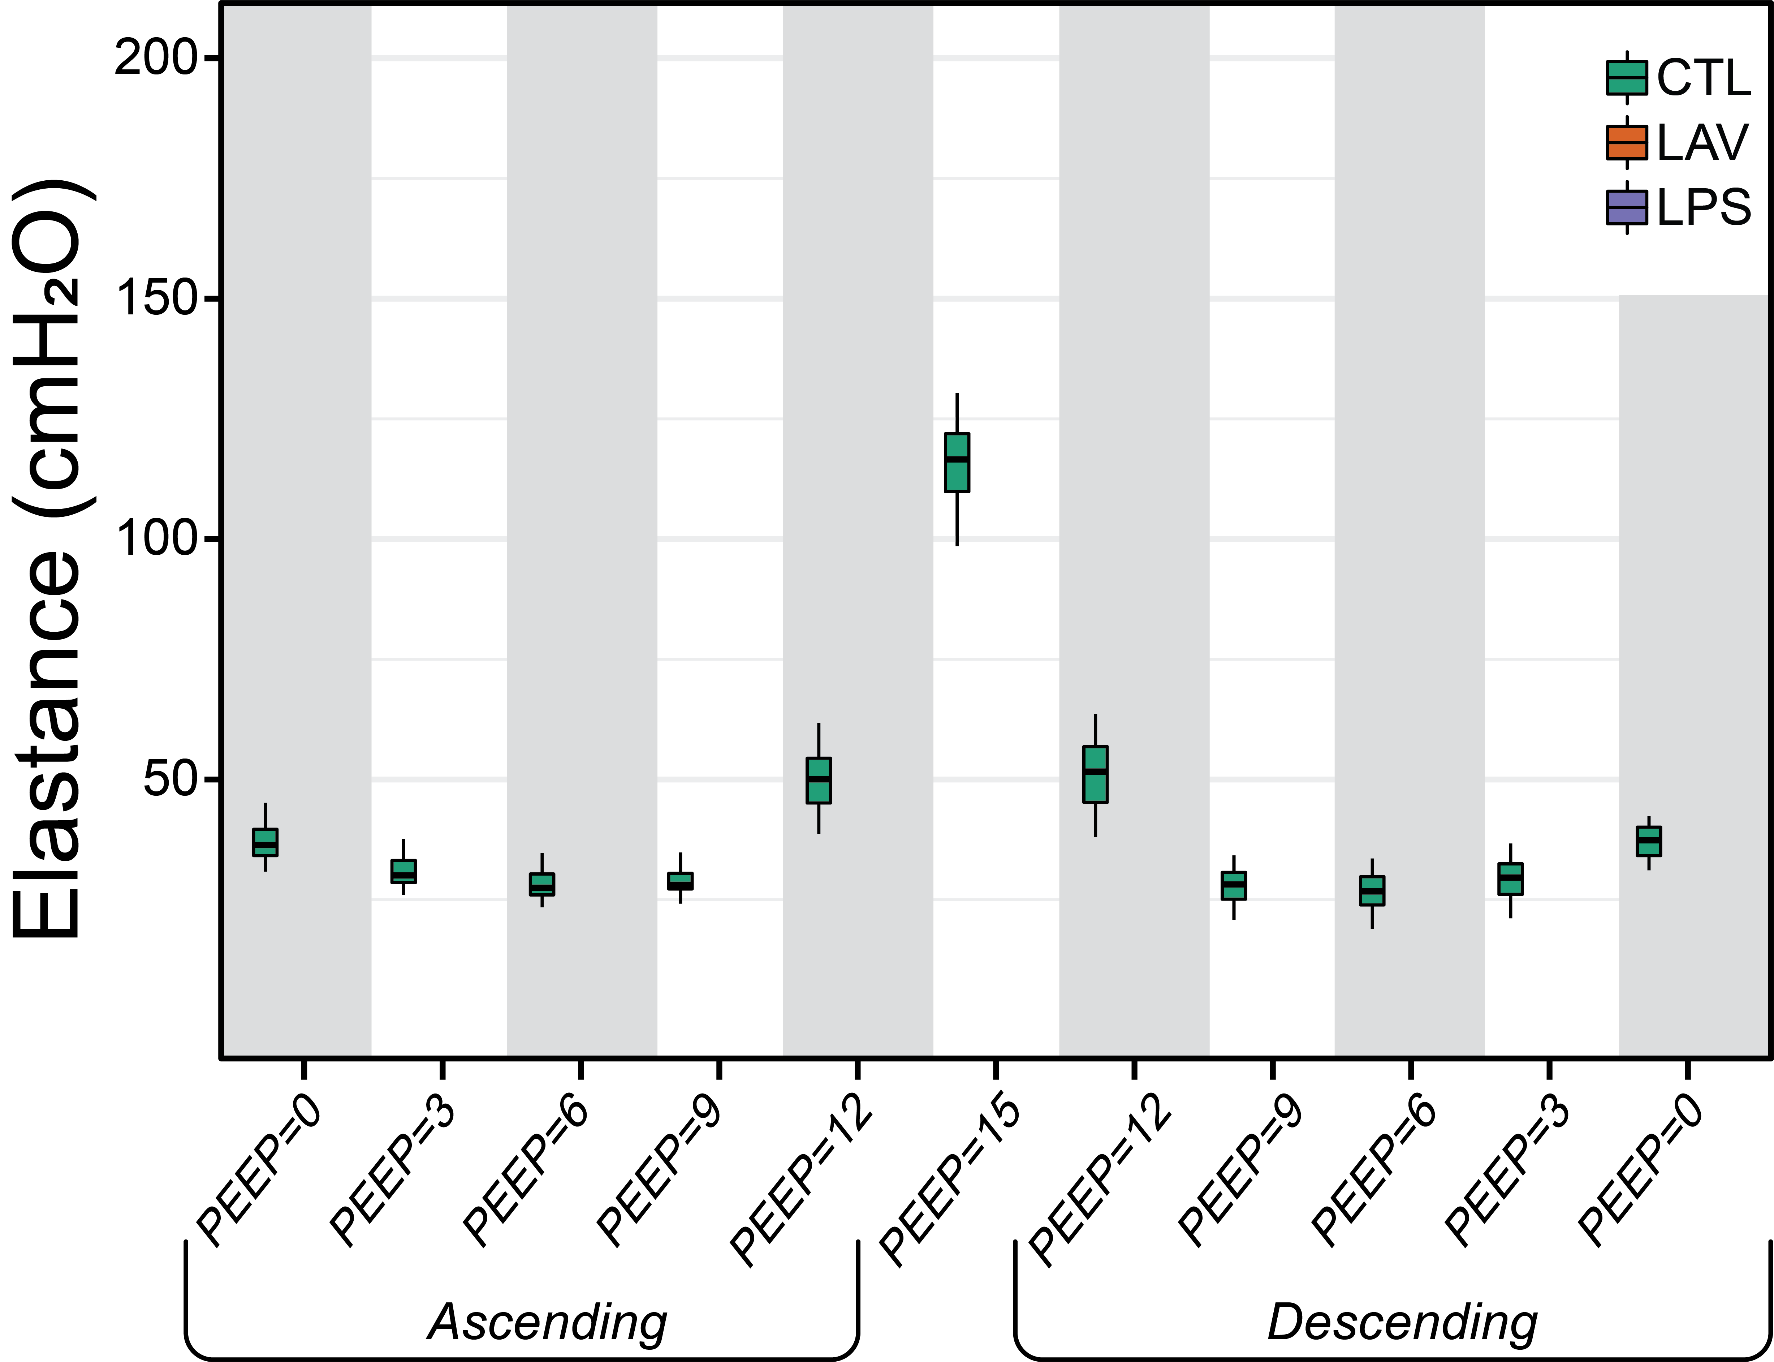 Elastance (cmH₂O)
200
150
100
50
CTL
LAV
LPS
PEEP=0
PEEP=3
PEEP=6
PEEP=9
PEEP=12
PEEP=15
PEEP=12
PEEP=9
PEEP=6
PEEP=3
PEEP=0
Ascending
Descending